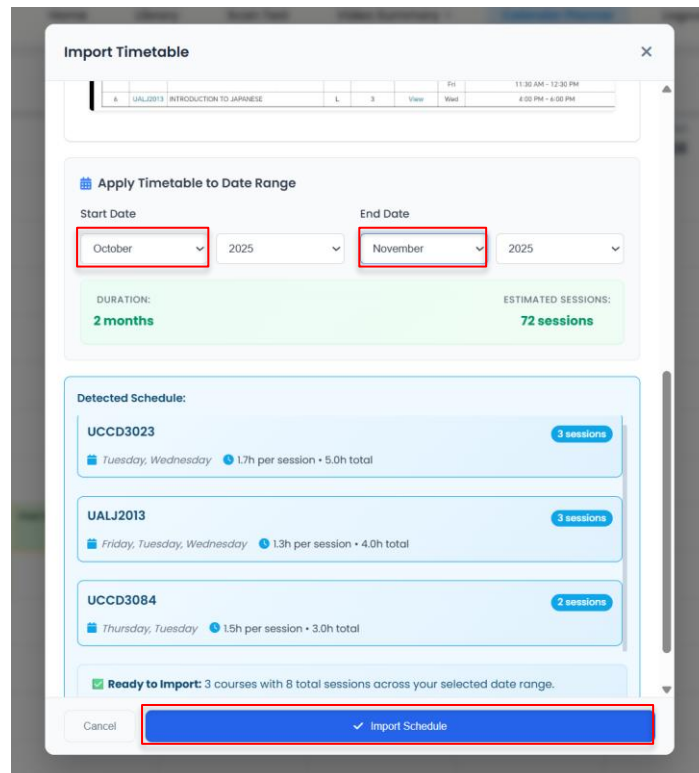 Import Timetable
Fri 11:30 AM - 12:30 PM
6 UALJ2013 INTRODUCTION TO JAPANESE L 3 View Wed 4:00 PM - 6:00 PM
Apply Timetable to Date Range
Start Date End Date
October 2025 November 2025
DURATION: ESTIMATED SESSIONS:
2 months 72 sessions
Detected Schedule:
UCCD3023 3 sessions
Tuesday, Wednesday 1.7h per session • 5.0h total
UALJ2013 3 sessions
Friday, Tuesday, Wednesday 1.3h per session • 4.0h total
UCCD3084 2 sessions
Thursday, Tuesday 1.5h per session • 3.0h total
Ready to Import: 3 courses with 8 total sessions across your selected date range.
Cancel Import Schedule